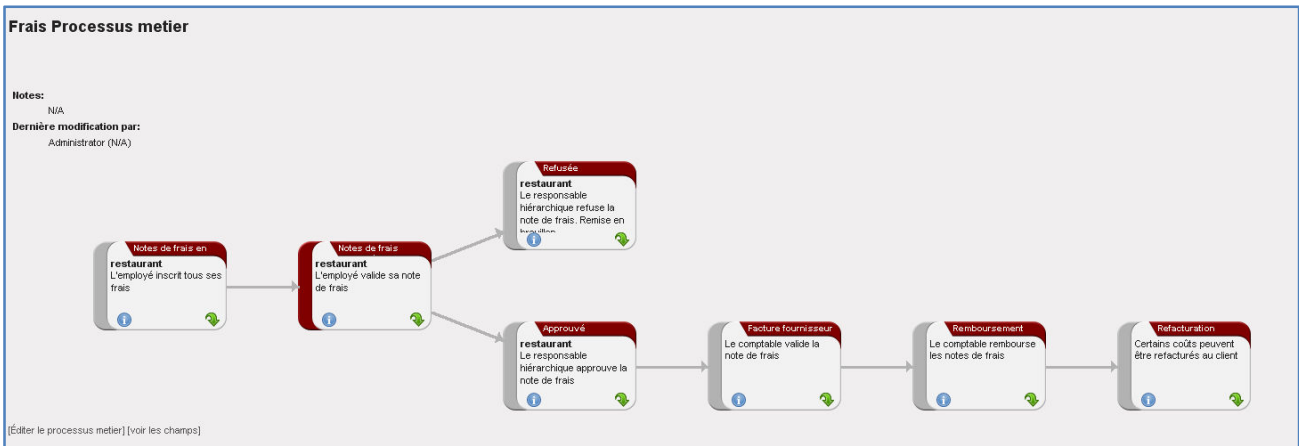 Frais Processus metier
Notes:
N/A
Dernière modification par:
Administrator (N/A)
Refusée
restaurant
Le responsable
hiérarchique refuse la
note de frais. Remise en
Notes de frais en
restaurant
L'employé inscrit tous ses
frais
Notes de frais
restaurant
L'employé valide sa note
de frais
Approuvé
restaurant
Le responsable
hiérarchique approuve la
note de frais
Facture fournisseur
Le comptable valide la
note de frais
Remboursement
Le comptable rembourse
les notes de frais
Refacturation
Certains coûts peuvent
être refacturés au client
[Éditer le processus metier] [voir les champs]